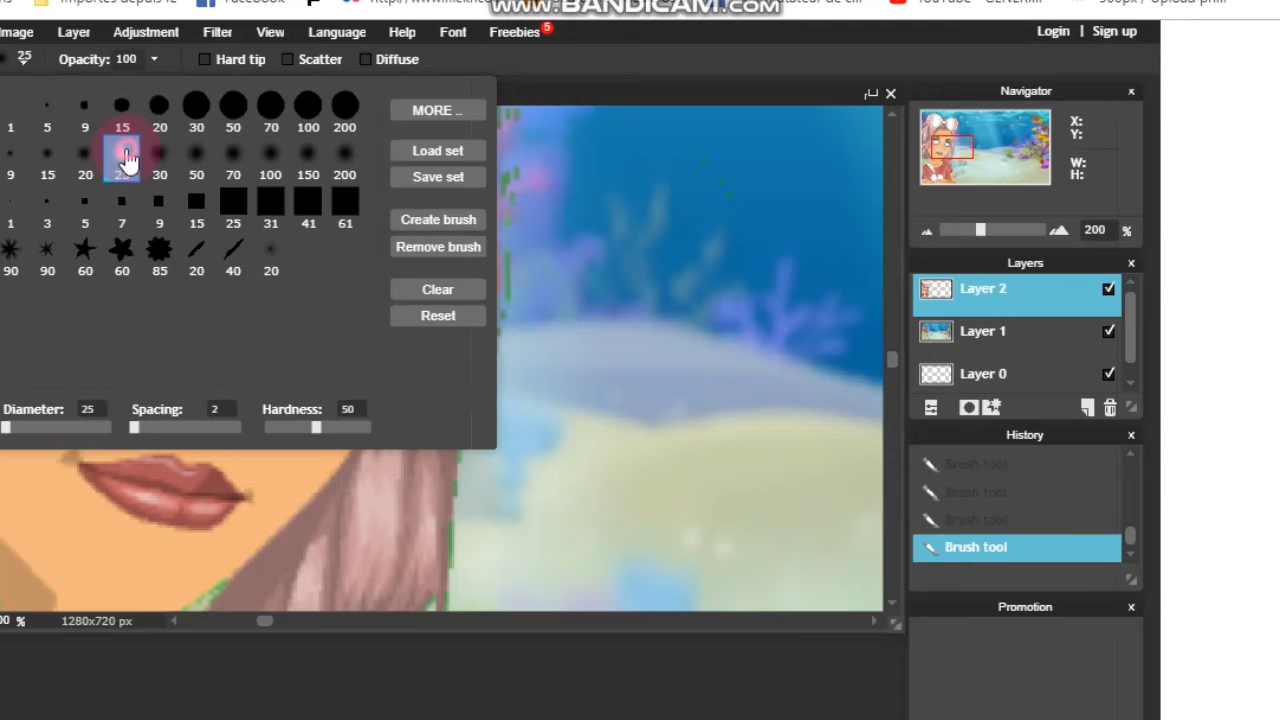 Importes depuis IE
Facebook
WWW.BANDICAM.COM
Image Layer Adjustment Filter View Language Help Font Freebies 5 Login | Sign up
25 Opacity: 100 Hard tip Scatter Diffuse
1 5 9 15 20 30 50 70 100 200
9 15 20 25 30 50 70 100 150 200
1 3 5 7 9 15 25 31 41 61
90 90 60 60 85 20 40 20
MORE ..
Load set
Save set
Create brush
Remove brush
Clear
Reset
Diameter: 25 Spacing: 2 Hardness: 50
1280x720 px
Navigator x
X:
Y:
W:
H:
200 %
Layers x
Layer 2
Layer 1
Layer 0
History x
Brush tool
Brush tool
Brush tool
Brush tool
Promotion x